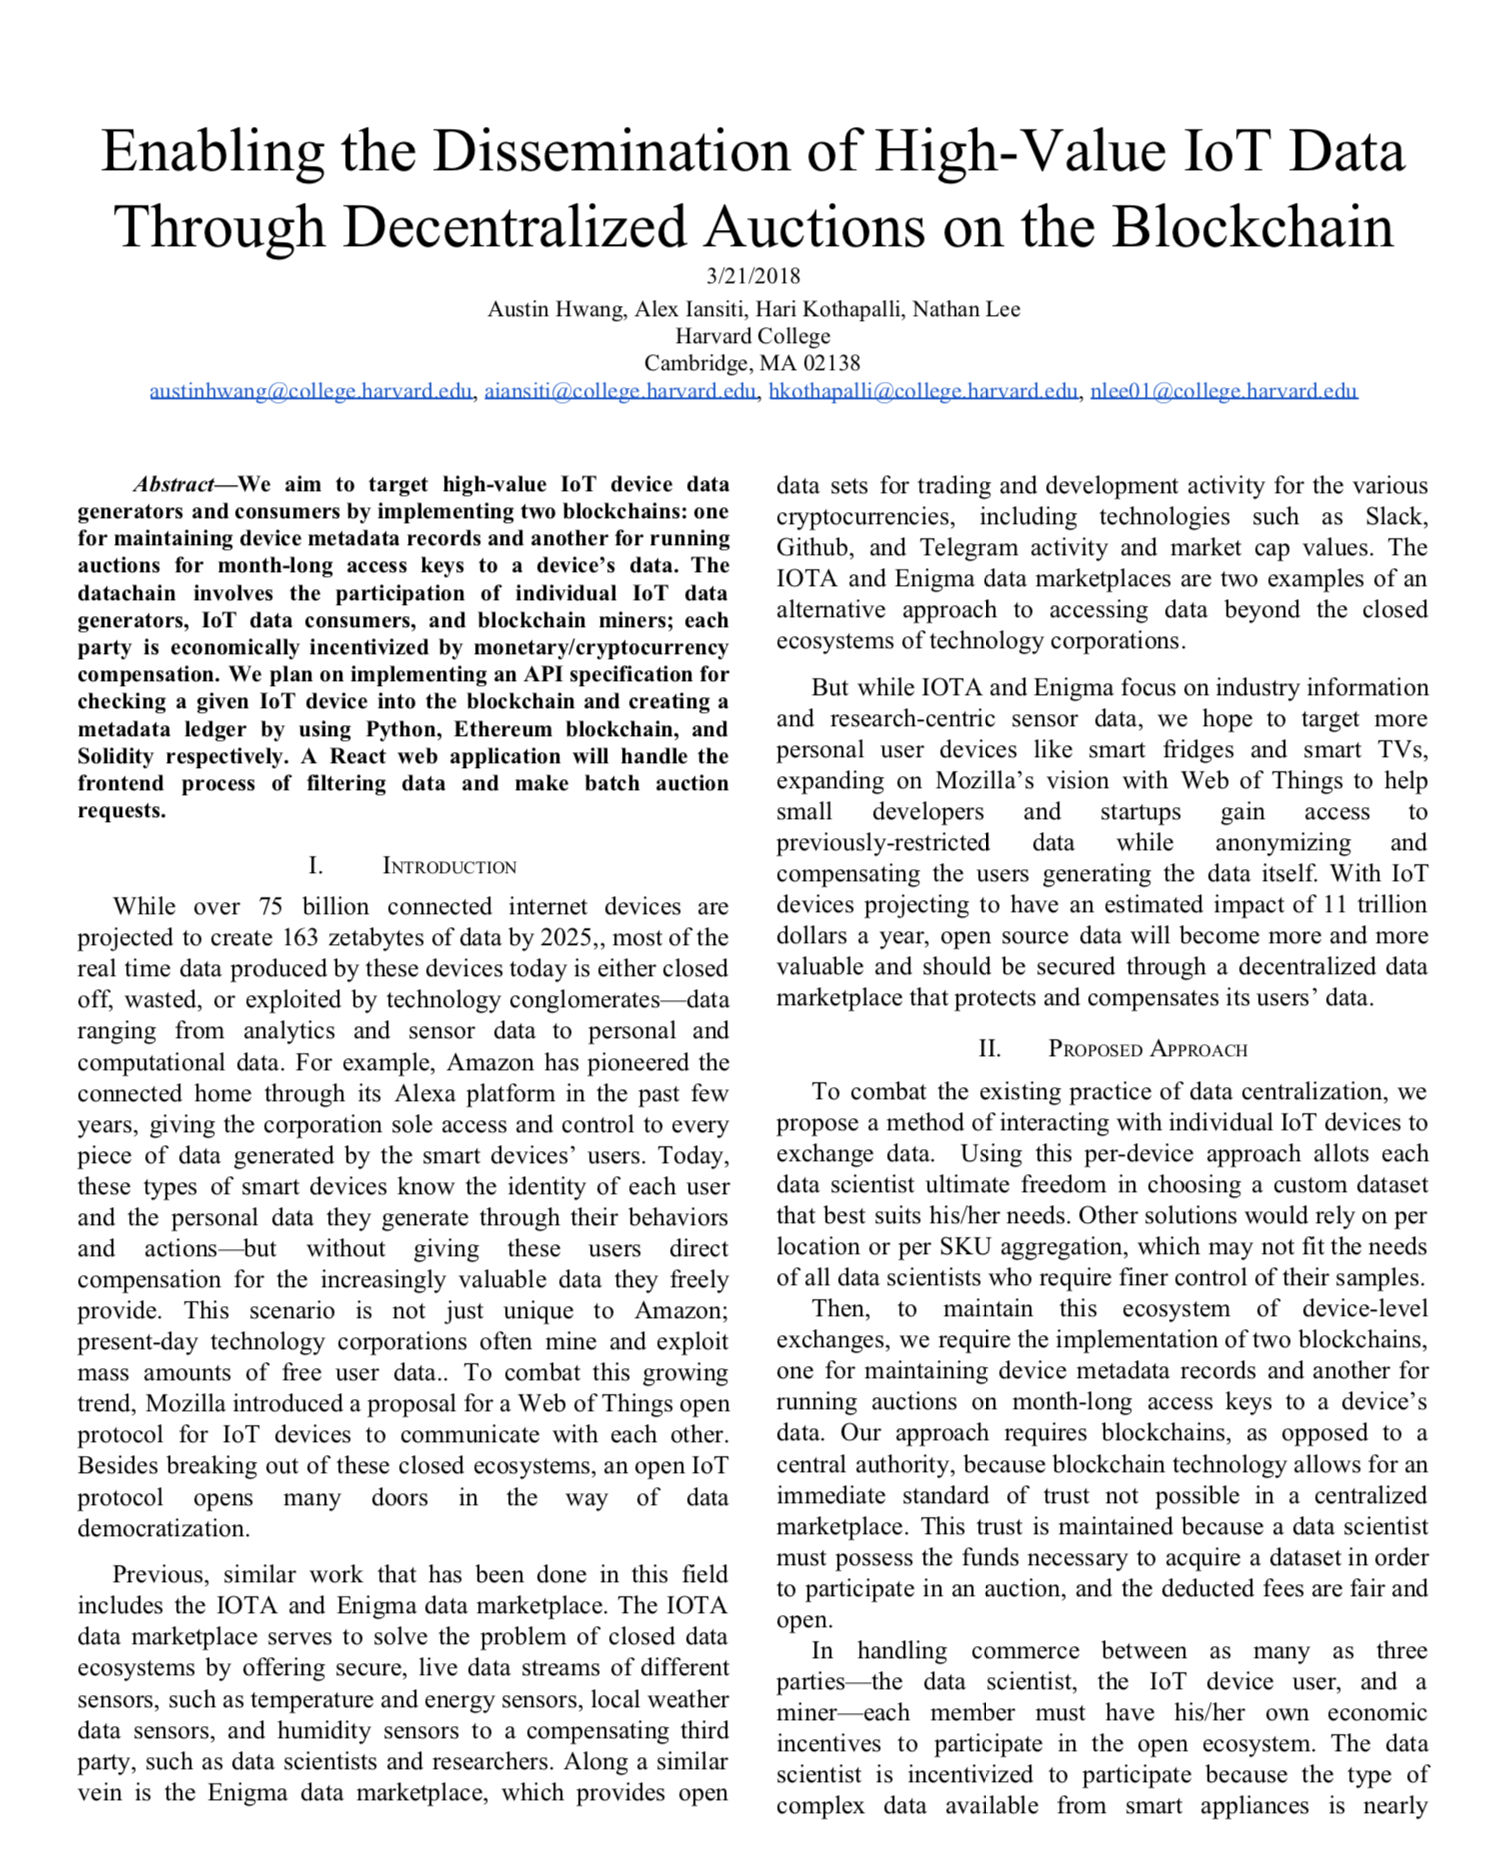 Enabling the Dissemination of High-Value IoT Data
Through Decentralized Auctions on the Blockchain
3/21/2018
Austin Hwang, Alex Iansiti, Hari Kothapalli, Nathan Lee
Harvard College
Cambridge, MA 02138
austinhwang@college.harvard.edu, aiansiti@college.harvard.edu, hkothapalli@college.harvard.edu, nlee01@college.harvard.edu
Abstract—We aim to target high-value IoT device data
generators and consumers by implementing two blockchains: one
for maintaining device metadata records and another for running
auctions for month-long access keys to a device's data. The
datachain involves the participation of individual IoT data
generators, IoT data consumers, and blockchain miners; each
party is economically incentivized by monetary/cryptocurrency
compensation. We plan on implementing an API specification for
checking a given IoT device into the blockchain and creating a
metadata ledger by using Python, Ethereum blockchain, and
Solidity respectively. A React web application will handle the
frontend process of filtering data and make batch auction
requests.
I. INTRODUCTION
While over 75 billion connected internet devices are
projected to create 163 zetabytes of data by 2025,, most of the
real time data produced by these devices today is either closed
off, wasted, or exploited by technology conglomerates—data
ranging from analytics and sensor data to personal and
computational data. For example, Amazon has pioneered the
connected home through its Alexa platform in the past few
years, giving the corporation sole access and control to every
piece of data generated by the smart devices' users. Today,
these types of smart devices know the identity of each user
and the personal data they generate through their behaviors
and actions—but without giving these users direct
compensation for the increasingly valuable data they freely
provide. This scenario is not just unique to Amazon;
present-day technology corporations often mine and exploit
mass amounts of free user data.. To combat this growing
trend, Mozilla introduced a proposal for a Web of Things open
protocol for IoT devices to communicate with each other.
Besides breaking out of these closed ecosystems, an open IoT
protocol opens many doors in the way of data
democratization.
Previous, similar work that has been done in this field
includes the IOTA and Enigma data marketplace. The IOTA
data marketplace serves to solve the problem of closed data
ecosystems by offering secure, live data streams of different
sensors, such as temperature and energy sensors, local weather
data sensors, and humidity sensors to a compensating third
party, such as data scientists and researchers. Along a similar
vein is the Enigma data marketplace, which provides open
data sets for trading and development activity for the various
cryptocurrencies, including technologies such as Slack,
Github, and Telegram activity and market cap values. The
IOTA and Enigma data marketplaces are two examples of an
alternative approach to accessing data beyond the closed
ecosystems of technology corporations.
But while IOTA and Enigma focus on industry information
and research-centric sensor data, we hope to target more
personal user devices like smart fridges and smart TVs,
expanding on Mozilla's vision with Web of Things to help
small developers and startups gain access to
previously-restricted data while anonymizing and
compensating the users generating the data itself. With IoT
devices projecting to have an estimated impact of 11 trillion
dollars a year, open source data will become more and more
valuable and should be secured through a decentralized data
marketplace that protects and compensates its users' data.
II. PROPOSED APPROACH
To combat the existing practice of data centralization, we
propose a method of interacting with individual IoT devices to
exchange data. Using this per-device approach allots each
data scientist ultimate freedom in choosing a custom dataset
that best suits his/her needs. Other solutions would rely on per
location or per SKU aggregation, which may not fit the needs
of all data scientists who require finer control of their samples.
Then, to maintain this ecosystem of device-level
exchanges, we require the implementation of two blockchains,
one for maintaining device metadata records and another for
running auctions on month-long access keys to a device's
data. Our approach requires blockchains, as opposed to a
central authority, because blockchain technology allows for an
immediate standard of trust not possible in a centralized
marketplace. This trust is maintained because a data scientist
must possess the funds necessary to acquire a dataset in order
to participate in an auction, and the deducted fees are fair and
open.
In handling commerce between as many as three
parties—the data scientist, the IoT device user, and a
miner—each member must have his/her own economic
incentives to participate in the open ecosystem. The data
scientist is incentivized to participate because the type of
complex data available from smart appliances is nearly